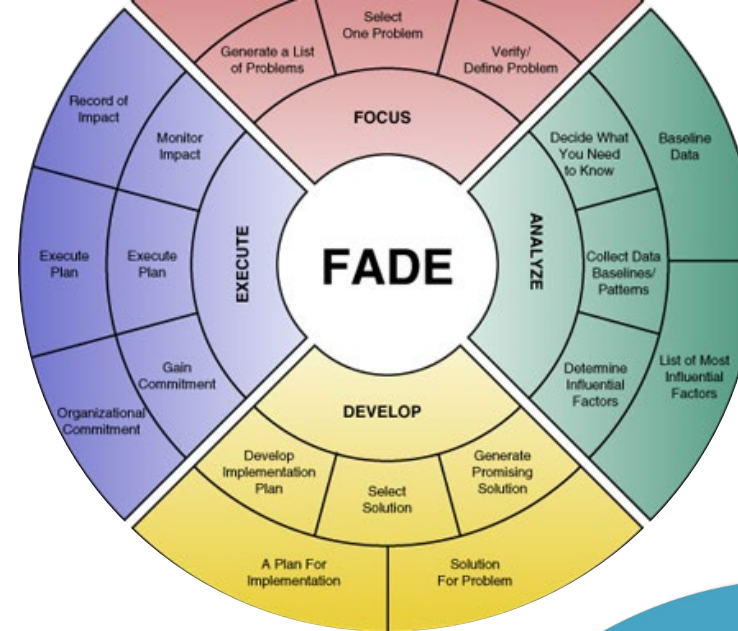 Select
One Problem
Generate a List
of Problems
Verify/
Define Problem
FOCUS
Record of
Impact
Monitor
Impact
Decide What
You Need
to Know
Baseline
Data
EXECUTE
FADE
ANALYZE
Execute
Plan
Execute
Plan
Collect Data
Baselines/
Patterns
Gain
Commitment
Determine
Influential
Factors
List of Most
Influential
Factors
Organizational
Commitment
DEVELOP
Develop
Implementation
Plan
Select
Solution
Generate
Promising
Solution
A Plan For
Implementation
Solution
For Problem